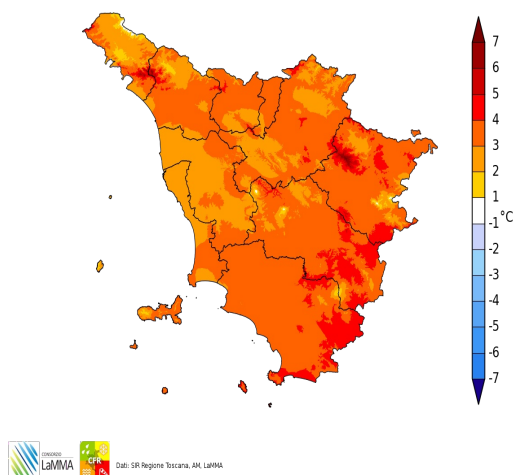 7
6
5
4
3
2
1
-1
°C
-2
-3
-4
-5
-6
-7
CONSORZIO
LaMMA
CFR
Dati: SIR Regione Toscana, AM, LaMMA